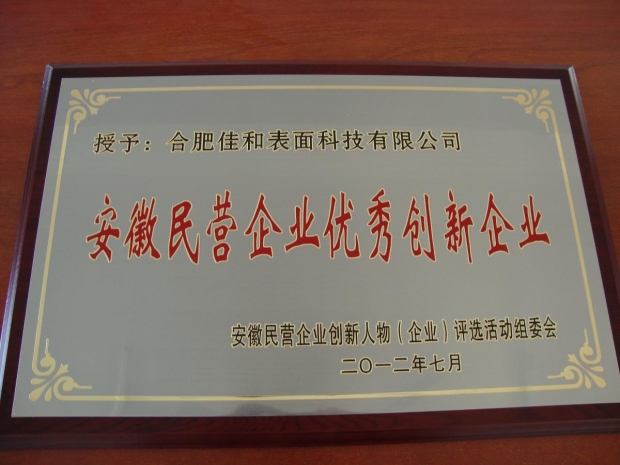 授予：合肥佳和表面科技有限公司
安徽民营企业优秀创新企业
安徽民营企业创新人物（企业）评选活动组委会
二〇一二年七月